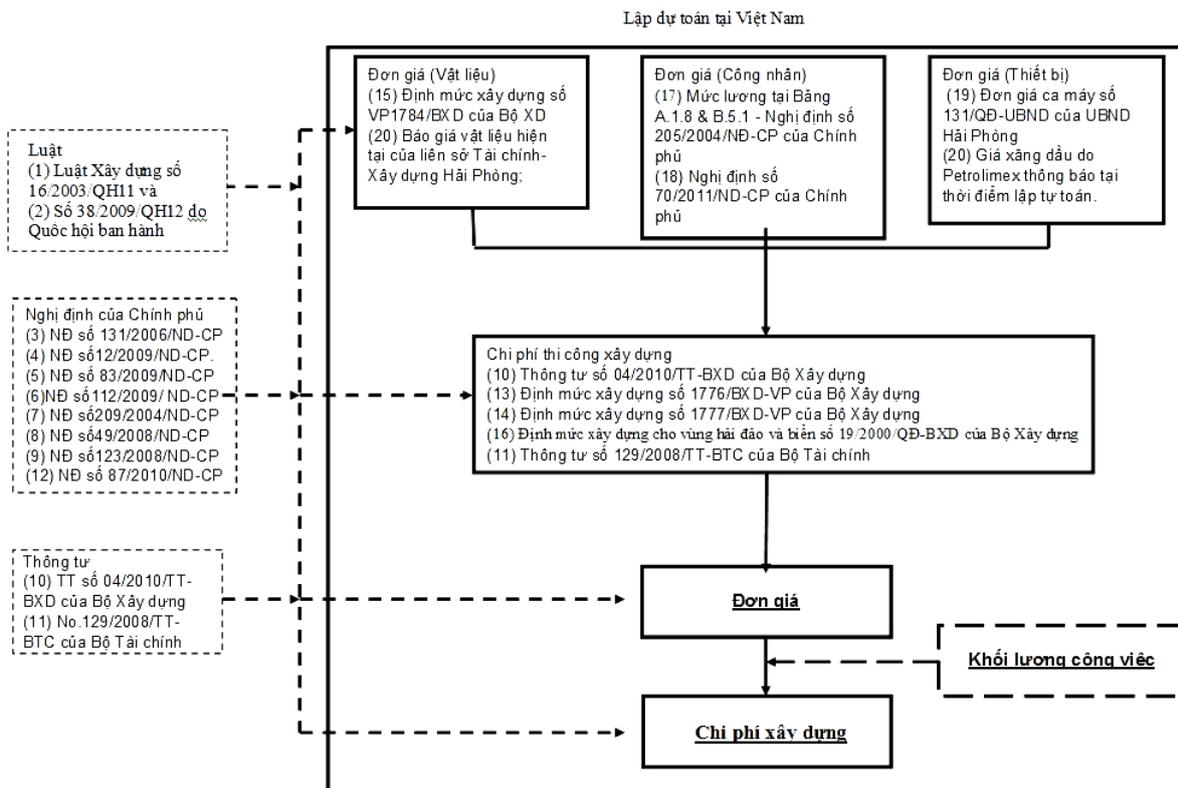 Lập dự toán tại Việt Nam
Đơn giá (Vật liệu)
(15) Định mức xây dựng số
VP1784/BXD của Bộ XD
(20) Báo giá vật liệu hiện
tại của liên sở Tài chính-
Xây dựng Hải Phòng;
Đơn giá (Công nhân)
(17) Mức lương tại Bảng
A.1.8 & B.5.1 - Nghị định số
205/2004/NĐ-CP của Chính
phủ
(18) Nghị định số
70/2011/ND-CP của Chính
phủ
Đơn giá (Thiết bị)
(19) Đơn giá ca máy số
131/QĐ-UBND của UBND
Hải Phòng
(20) Giá xăng dầu do
Petrolimex thông báo tại
thời điểm lập tự toán.
Luật
(1) Luật Xây dựng số
16/2003/QH11 và
(2) Số 38/2009/QH12 do
Quốc hội ban hành
Nghị định của Chính phủ
(3) NĐ số 131/2006/ND-CP
(4) NĐ số12/2009/ND-CP.
(5) NĐ số 83/2009/ND-CP
(6)NĐ số112/2009/ ND-CP
(7) NĐ số209/2004/ND-CP
(8) NĐ số49/2008/ND-CP
(9) NĐ số123/2008/ND-CP
(12) NĐ số 87/2010/ND-CP
Chi phí thi công xây dựng
(10) Thông tư số 04/2010/TT-BXD của Bộ Xây dựng
(13) Định mức xây dựng số 1776/BXD-VP của Bộ Xây dựng
(14) Định mức xây dựng số 1777/BXD-VP của Bộ Xây dựng
(16) Định mức xây dựng cho vùng hải đảo và biển số 19/2000/QĐ-BXD của Bộ Xây dựng
(11) Thông tư số 129/2008/TT-BTC của Bộ Tài chính
Thông tư
(10) TT số 04/2010/TT-
BXD của Bộ Xây dựng
(11) No.129/2008/TT-
BTC của Bộ Tài chính
Đơn giá
Khối lương công viêc
Chi phí xây dựng